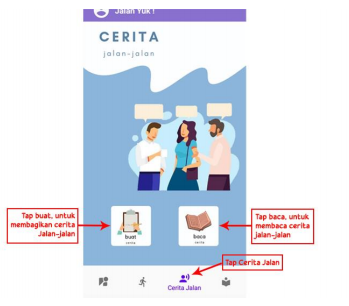 Jalan Yuk !
CERITA
jalan-jalan
Tap buat, untuk
membagikan cerita
Jalan-jalan
buat
cerita
baca
cerita
Tap baca, untuk
membaca cerita
jalan-jalan
Tap Cerita Jalan
Cerita Jalan